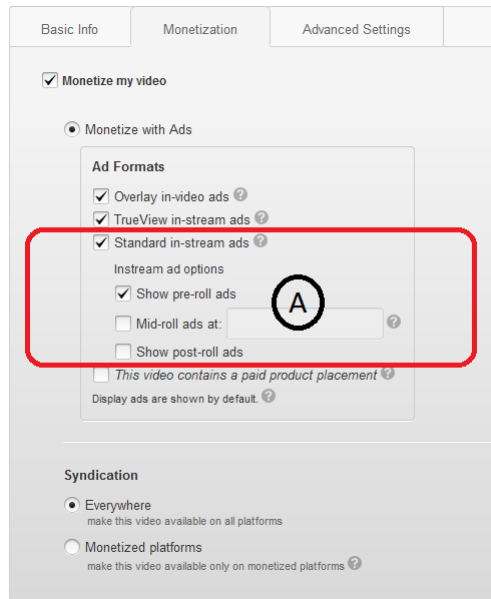 Basic Info Monetization Advanced Settings
Monetize my video
Monetize with Ads
Ad Formats
Overlay in-video ads ?
TrueView in-stream ads ?
Standard in-stream ads ?
Instream ad options
Show pre-roll ads
A
Mid-roll ads at: ?
Show post-roll ads
This video contains a paid product placement ?
Display ads are shown by default. ?
Syndication
Everywhere
make this video available on all platforms
Monetized platforms
make this video available only on monetized platforms ?